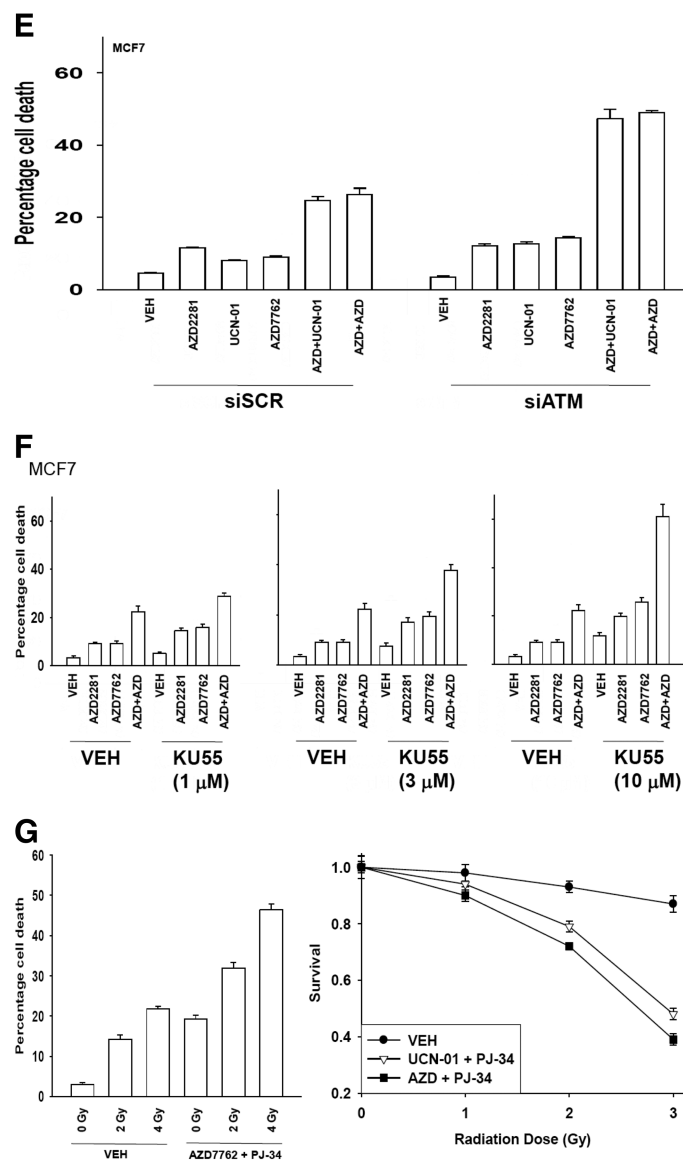 E
MCF7
Percentage cell death
60
40
20
0
VEH
AZD2281
UCN-01
AZD7762
AZD+UCN-01
AZD+AZD
VEH
AZD2281
UCN-01
AZD7762
AZD+UCN-01
AZD+AZD
siSCR
siATM
F
MCF7
Percentage cell death
60
40
20
0
VEH
AZD2281
AZD7762
AZD+AZD
VEH
AZD2281
AZD7762
AZD+AZD
VEH
KU55
(1 μM)
VEH
AZD2281
AZD7762
AZD+AZD
VEH
AZD2281
AZD7762
AZD+AZD
VEH
KU55
(3 μM)
VEH
AZD2281
AZD7762
AZD+AZD
VEH
AZD2281
AZD7762
AZD+AZD
VEH
KU55
(10 μM)
G
Percentage cell death
60
50
40
30
20
10
0
0 Gy
2 Gy
4 Gy
0 Gy
2 Gy
4 Gy
VEH
AZD7762 + PJ-34
Survival
1.0
0.8
0.6
0.4
0.2
VEH
UCN-01 + PJ-34
AZD + PJ-34
0
1
2
3
Radiation Dose (Gy)